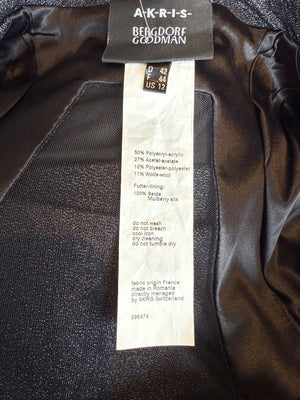 A-K-R-I-S-
BERGDORF
GOODMAN
D 42
F 44
US 12
50% Polyacryl-acrylic
27% Acetat-acetate
12% Polyester-polyester
11% Wolle-wool
Futter-lining:
100% Seide
Mulberry silk
do not wash
do not bleach
cool iron
dry cleaning
do not tumble dry
fabric origin France
made in Romania
directly managed
by AKRIS Switzerland
395474